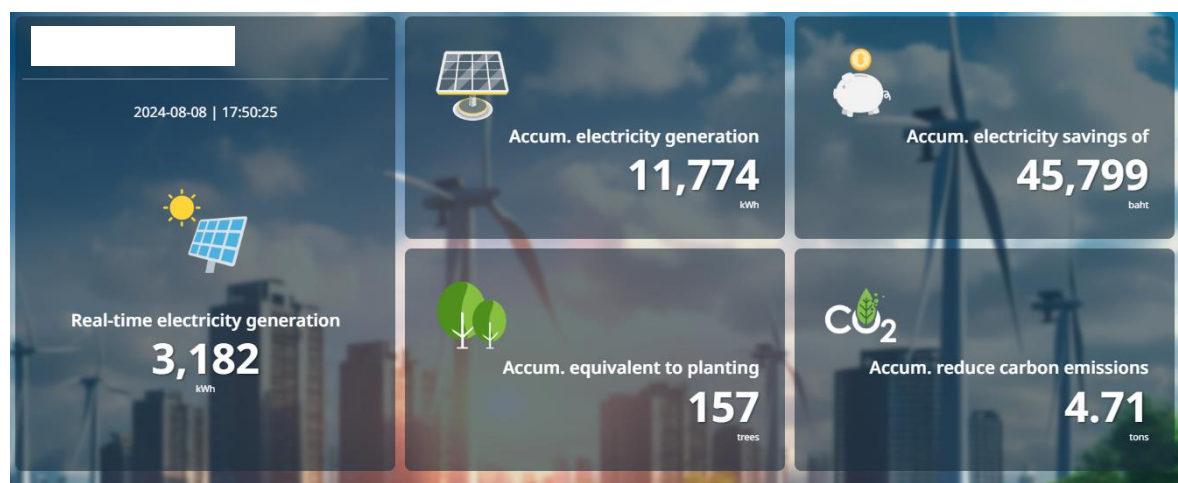 2024-08-08 | 17:50:25
Real-time electricity generation
3,182
kWh
Accum. electricity generation
11,774
kWh
Accum. electricity savings of
45,799
baht
Accum. equivalent to planting
157
trees
CO2
Accum. reduce carbon emissions
4.71
tons